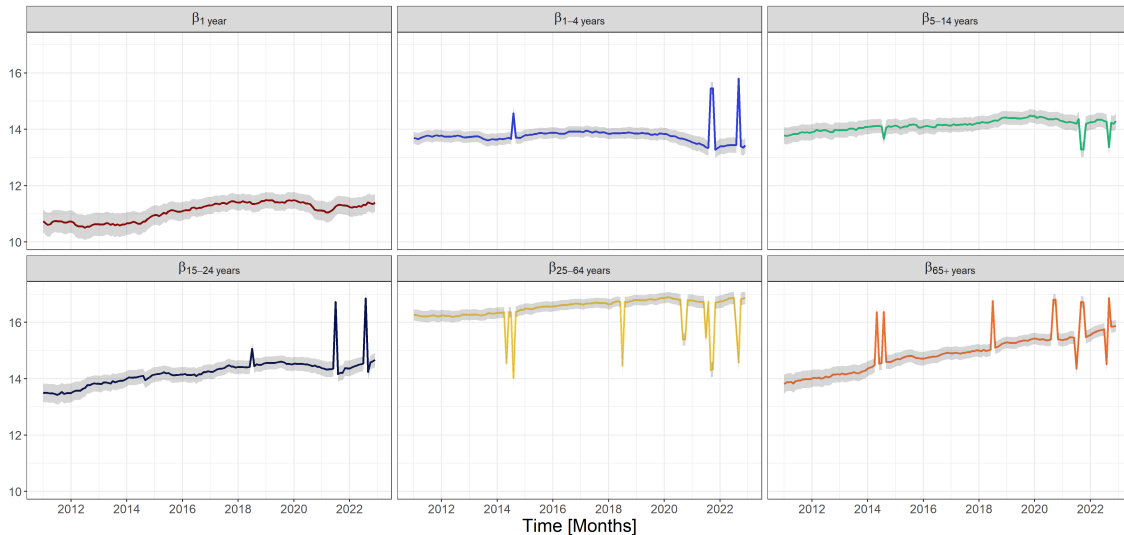 β1 year
β1−4 years
β5−14 years
16
14
12
10
β15−24 years
β25−64 years
β65+ years
16
14
12
10
2012 2014 2016 2018 2020 2022
2012 2014 2016 2018 2020 2022
2012 2014 2016 2018 2020 2022
Time [Months]